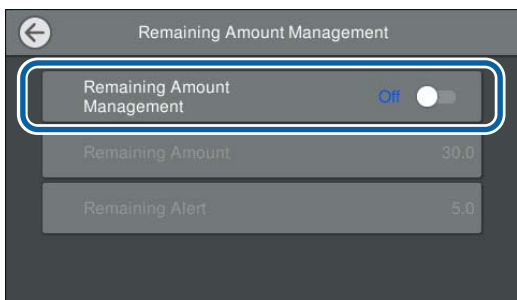 Remaining Amount Management
Remaining Amount
Management
Off
Remaining Amount
30.0
Remaining Alert
5.0